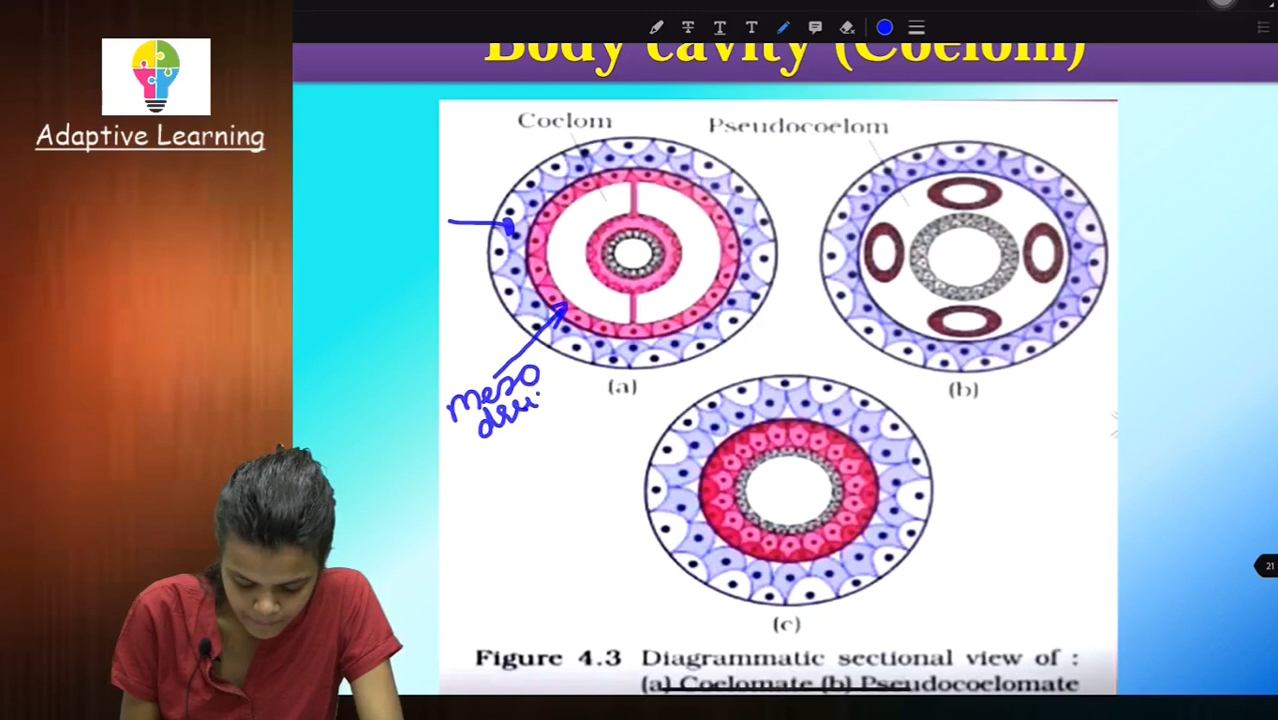 Body cavity (Coelom)
Adaptive Learning
Coelom
Pseudocoelom
(a)
(b)
meso
(c)
Figure 4.3 Diagrammatic sectional view of :
(a) Coelomate (b) Pseudocoelomate
21